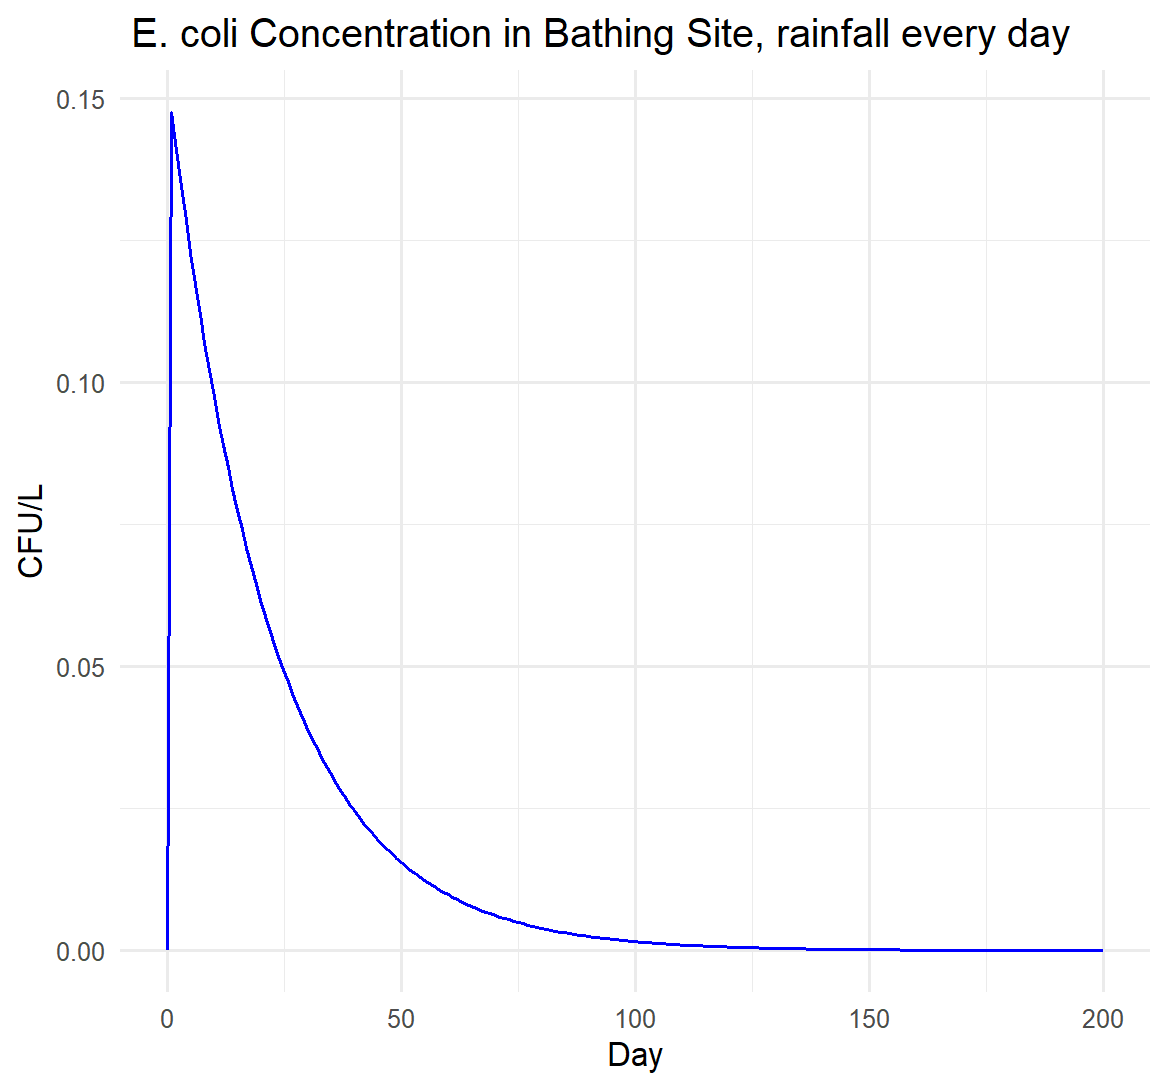 E. coli Concentration in Bathing Site, rainfall every day
0.15
0.10
0.05
0.00
CFU/L
0 50 100 150 200
Day